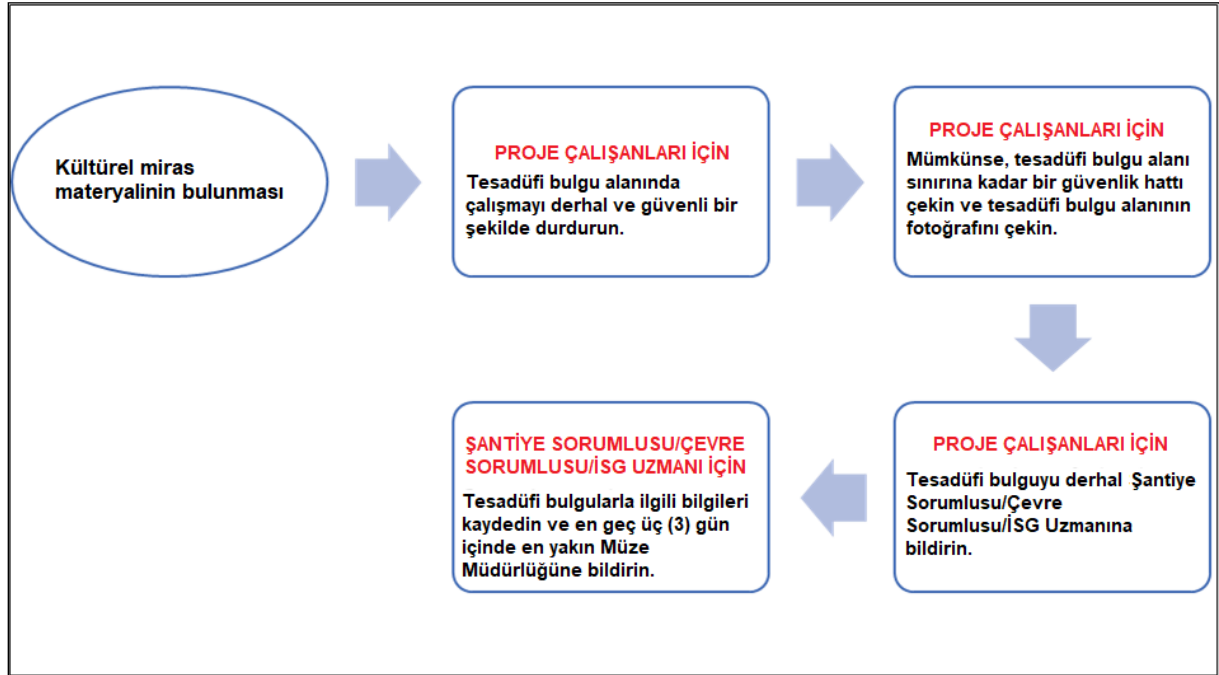 Kültürel miras
materyalinin bulunması
PROJE ÇALIŞANLARI İÇİN
Tesadüfi bulgu alanında
çalışmayı derhal ve güvenli bir
şekilde durdurun.
PROJE ÇALIŞANLARI İÇİN
Mümkünse, tesadüfi bulgu alanı
sınırına kadar bir güvenlik hattı
çekin ve tesadüfi bulgu alanının
fotoğrafını çekin.
PROJE ÇALIŞANLARI İÇİN
Tesadüfi bulguyu derhal Şantiye
Sorumlusu/Çevre
Sorumlusu/İSG Uzmanına
bildirin.
ŞANTİYE SORUMLUSU/ÇEVRE
SORUMLUSU/İSG UZMANI İÇİN
Tesadüfi bulgularla ilgili bilgileri
kaydedin ve en geç üç (3) gün
içinde en yakın Müze
Müdürlüğüne bildirin.